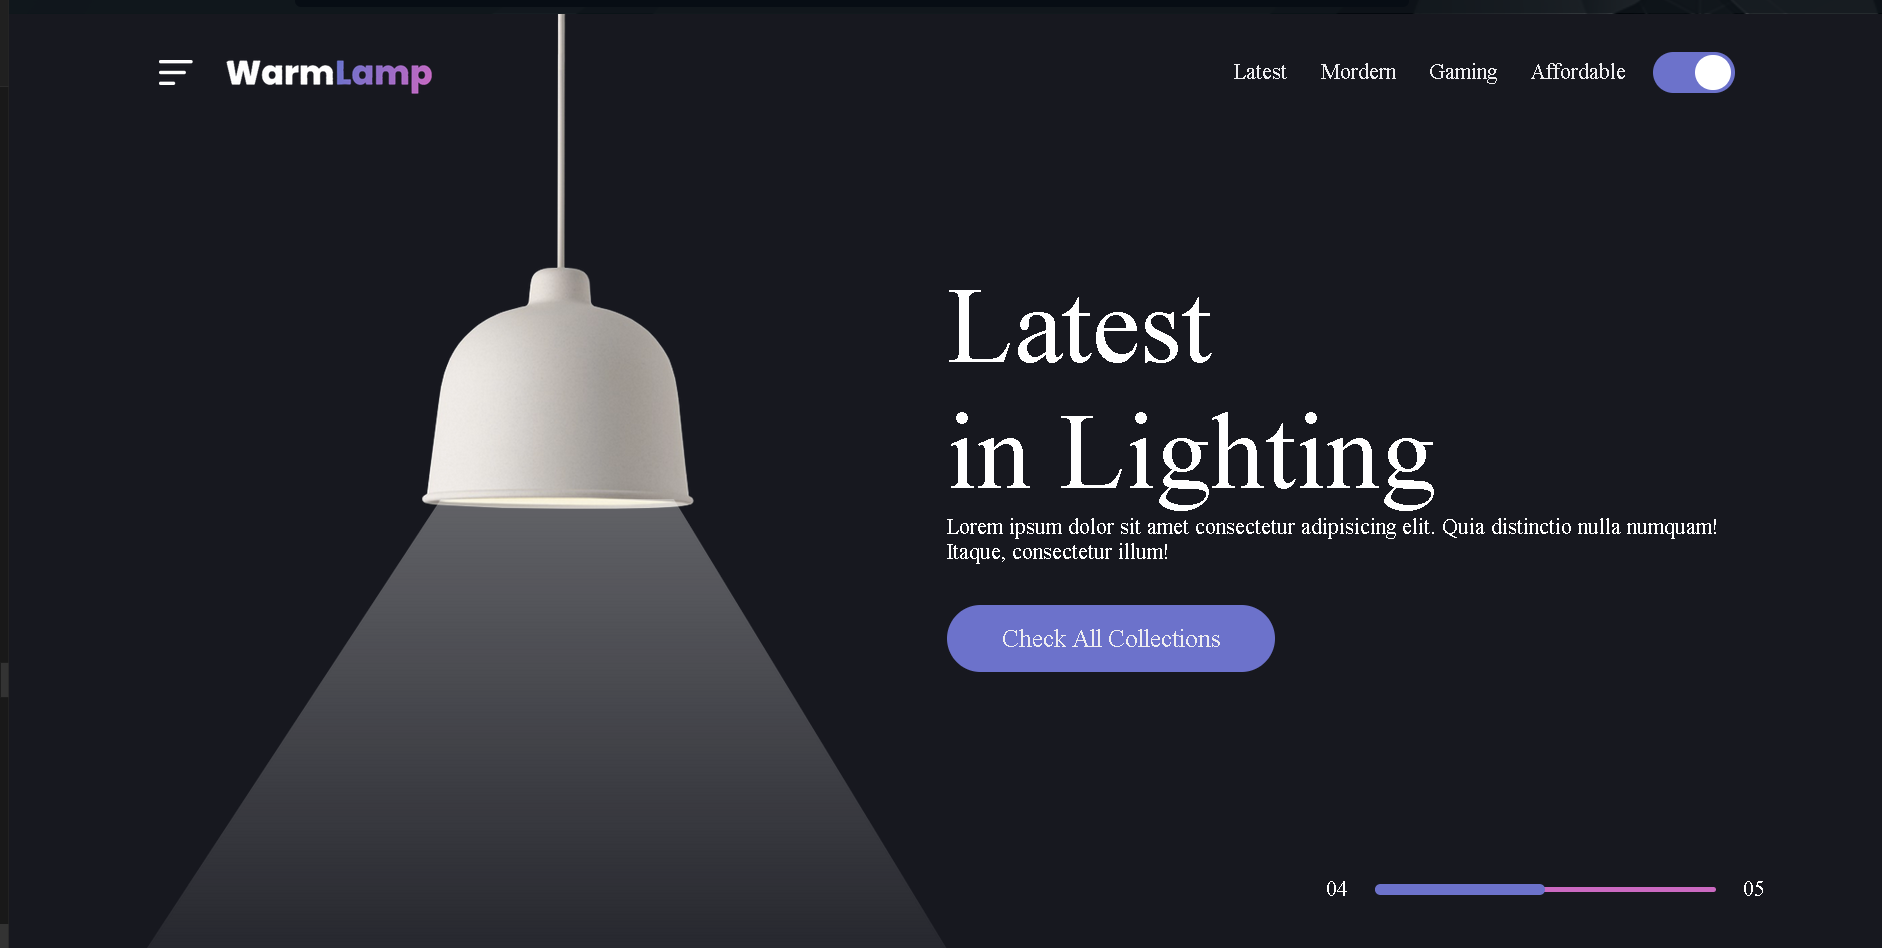 WarmLamp
Latest Mordern Gaming Affordable
Latest
in Lighting
Lorem ipsum dolor sit amet consectetur adipisicing elit. Quia distinctio nulla numquam!
Itaque, consectetur illum!
Check All Collections
04 05